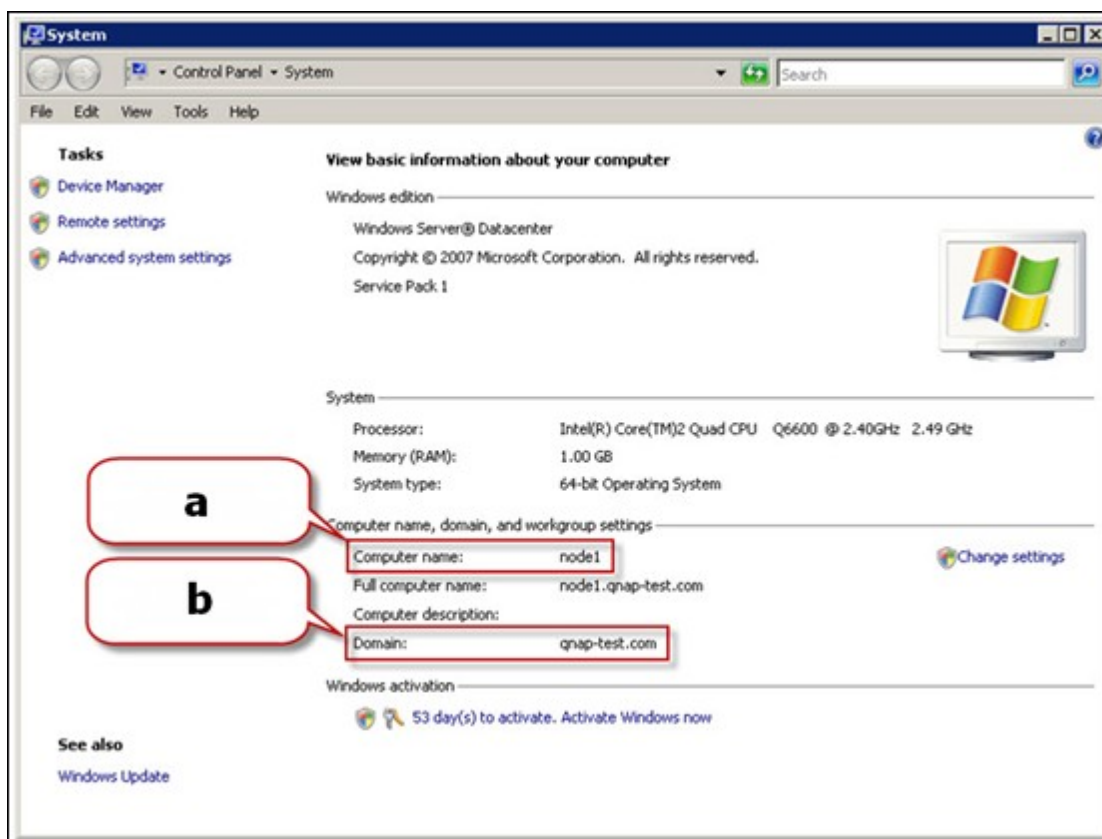 System
Control Panel System
Search
File Edit View Tools Help
Tasks
Device Manager
Remote settings
Advanced system settings
View basic information about your computer
Windows edition
Windows Server® Datacenter
Copyright © 2007 Microsoft Corporation. All rights reserved.
Service Pack 1
System
Processor: Intel(R) Core(TM)2 Quad CPU Q6600 @ 2.40GHz 2.49 GHz
Memory (RAM): 1.00 GB
System type: 64-bit Operating System
a
Computer name, domain, and workgroup settings
Computer name: node1
Change settings
Full computer name: node1.qnap-test.com
b
Computer description:
Domain: qnap-test.com
Windows activation
53 day(s) to activate. Activate Windows now
See also
Windows Update